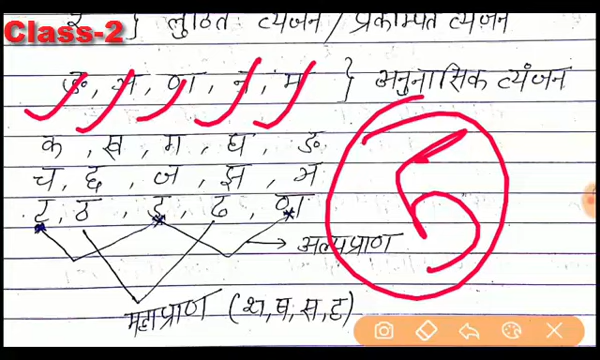 Class-2
र } लुंठित व्यंजन / प्रकम्पित व्यंजन
ङ, ञ, ण, न, म } अनुनासिक व्यंजन
क , ख , ग , घ , ङ
च, छ , ज , झ , ञ
ट, ठ , ड , ढ , ण
→ अल्पप्राण
महाप्राण (श, ष, स, ह)
5